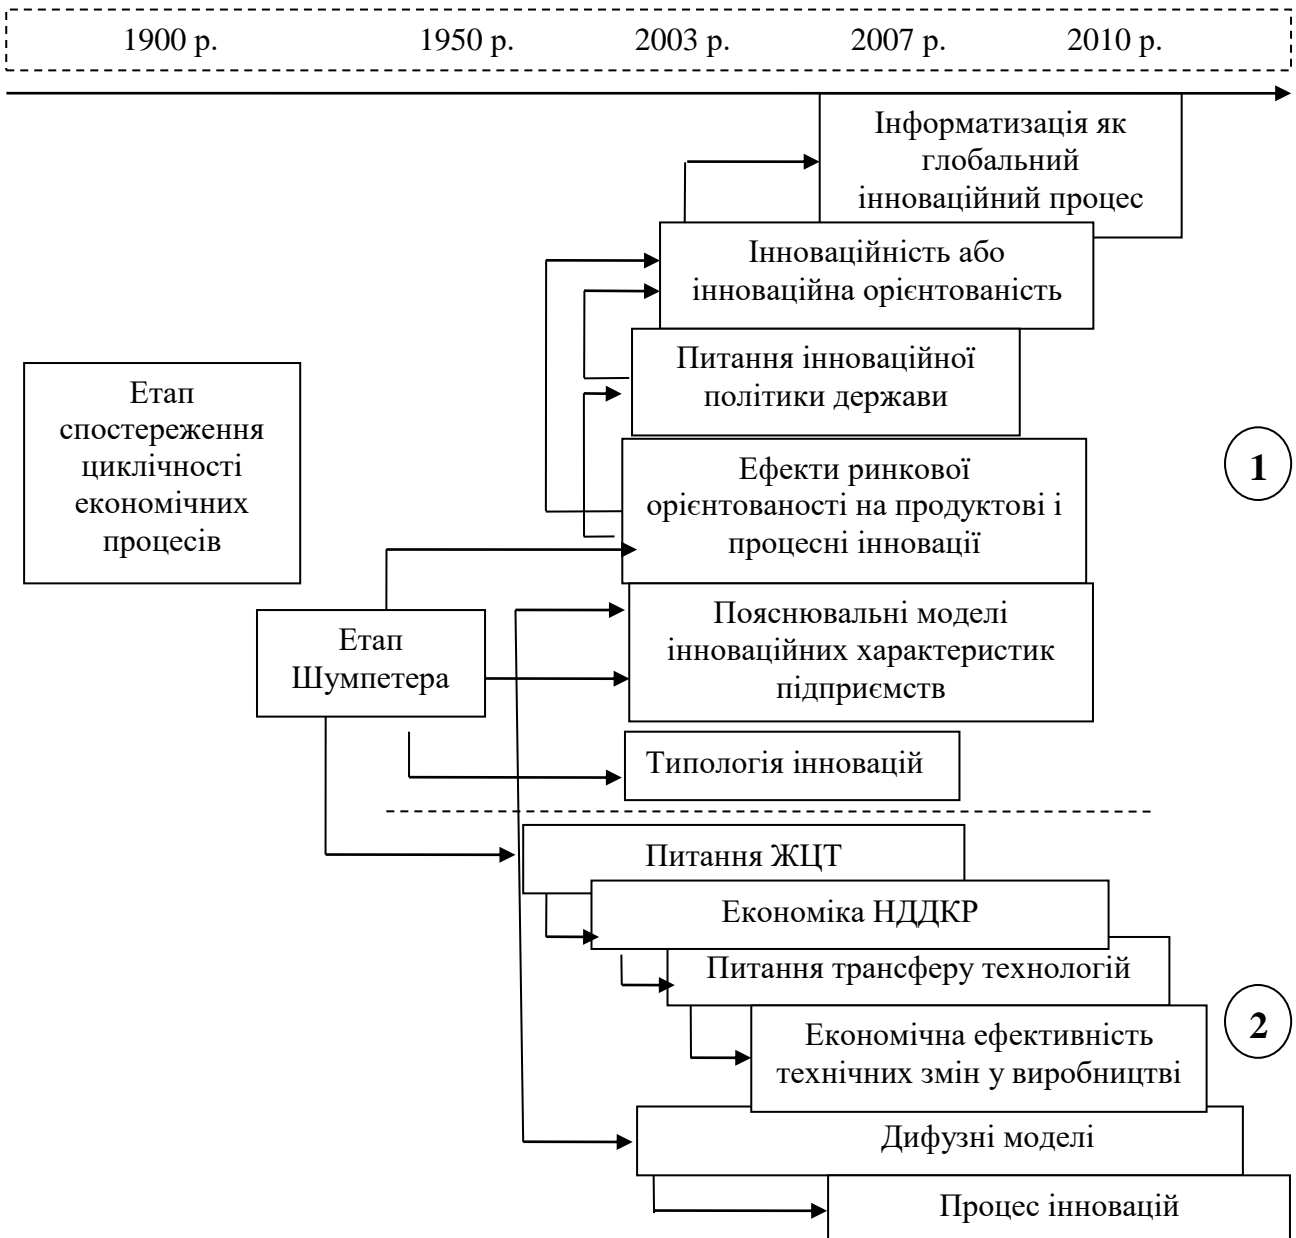 1900 р. 1950 р. 2003 р. 2007 р. 2010 р.
Інформатизація як
глобальний
інноваційний процес
Інноваційність або
інноваційна орієнтованість
Питання інноваційної
політики держави
Етап
спостереження
циклічності
економічних
процесів
1
Ефекти ринкової
орієнтованості на продуктові і
процесні інновації
Етап
Шумпетера
Пояснювальні моделі
інноваційних характеристик
підприємств
Типологія інновацій
Питання ЖЦТ
Економіка НДДКР
Питання трансферу технологій
2
Економічна ефективність
технічних змін у виробництві
Дифузні моделі
Процес інновацій